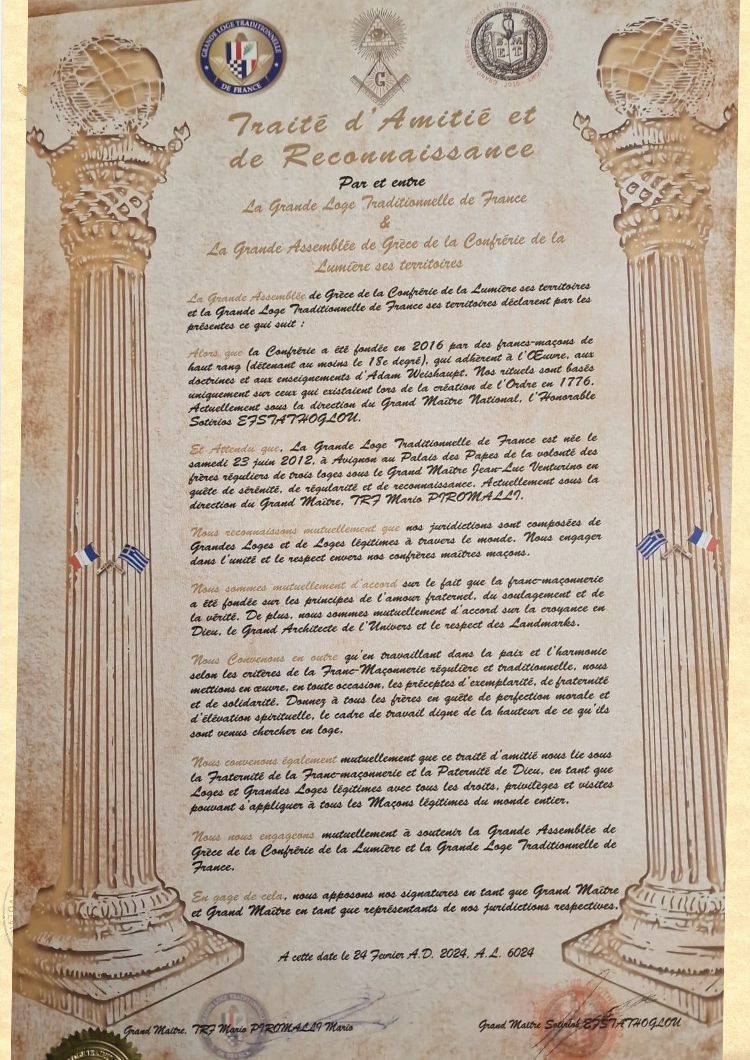 GRANDE LOGE TRADITIONNELLE
DE FRANCE
G
Traité d'Amitié et
de Reconnaissance
Par et entre
La Grande Loge Traditionnelle de France
&
La Grande Assemblée de Grèce de la Confrérie de la
Lumière ses territoires
La Grande Assemblée de Grèce de la Confrérie de la Lumière ses territoires
et la Grande Loge Traditionnelle de France ses territoires déclarent par les
présentes ce qui suit :
Alors que la Confrérie a été fondée en 2016 par des francs-maçons de
haut rang (détenant au moins le 18e degré), qui adhèrent à l'Œuvre, aux
doctrines et aux enseignements d'Adam Weishaupt. Nos rituels sont basés
uniquement sur ceux qui existaient lors de la création de l'Ordre en 1776.
Actuellement sous la direction du Grand Maître National, l'Honorable
Sotérios EFSTATHOGLOU.
Et Attendu que, La Grande Loge Traditionnelle de France est née le
samedi 23 juin 2012, à Avignon au Palais des Papes de la volonté des
frères réguliers de trois loges sous le Grand Maître Jean-Luc Venturino en
quête de sérénité, de régularité et de reconnaissance. Actuellement sous la
direction du Grand Maître, TRF Mario PIROMALLI.
Nous reconnaissons mutuellement que nos juridictions sont composées de
Grandes Loges et de Loges légitimes à travers le monde. Nous engager
dans l'unité et le respect envers nos confrères maîtres maçons.
Nous sommes mutuellement d'accord sur le fait que la franc-maçonnerie
a été fondée sur les principes de l'amour fraternel, du soulagement et de
la vérité. De plus, nous sommes mutuellement d'accord sur la croyance en
Dieu, le Grand Architecte de l'Univers et le respect des Landmarks.
Nous Convenons en outre qu'en travaillant dans la paix et l'harmonie
selon les critères de la Franc-Maçonnerie régulière et traditionnelle, nous
mettions en œuvre, en toute occasion, les préceptes d'exemplarité, de fraternité
et de solidarité. Donnez à tous les frères en quête de perfection morale et
d'élévation spirituelle, le cadre de travail digne de la hauteur de ce qu'ils
sont venus chercher en loge.
Nous convenons également mutuellement que ce traité d'amitié nous lie sous
la Fraternité de la Franc-maçonnerie et la Paternité de Dieu, en tant que
Loges et Grandes Loges légitimes avec tous les droits, privilèges et visites
pouvant s'appliquer à tous les Maçons légitimes du monde entier.
Nous nous engageons mutuellement à soutenir la Grande Assemblée de
Grèce de la Confrérie de la Lumière et la Grande Loge Traditionnelle de
France.
En gage de cela, nous apposons nos signatures en tant que Grand Maître
et Grand Maître en tant que représentants de nos juridictions respectives.
A cette date le 24 Fevrier A.D. 2024, A.L. 6024
Grand Maitre, TRF Mario PIROMALLI Mario
Grand Maitre Sotirios EFSTATHOGLOU